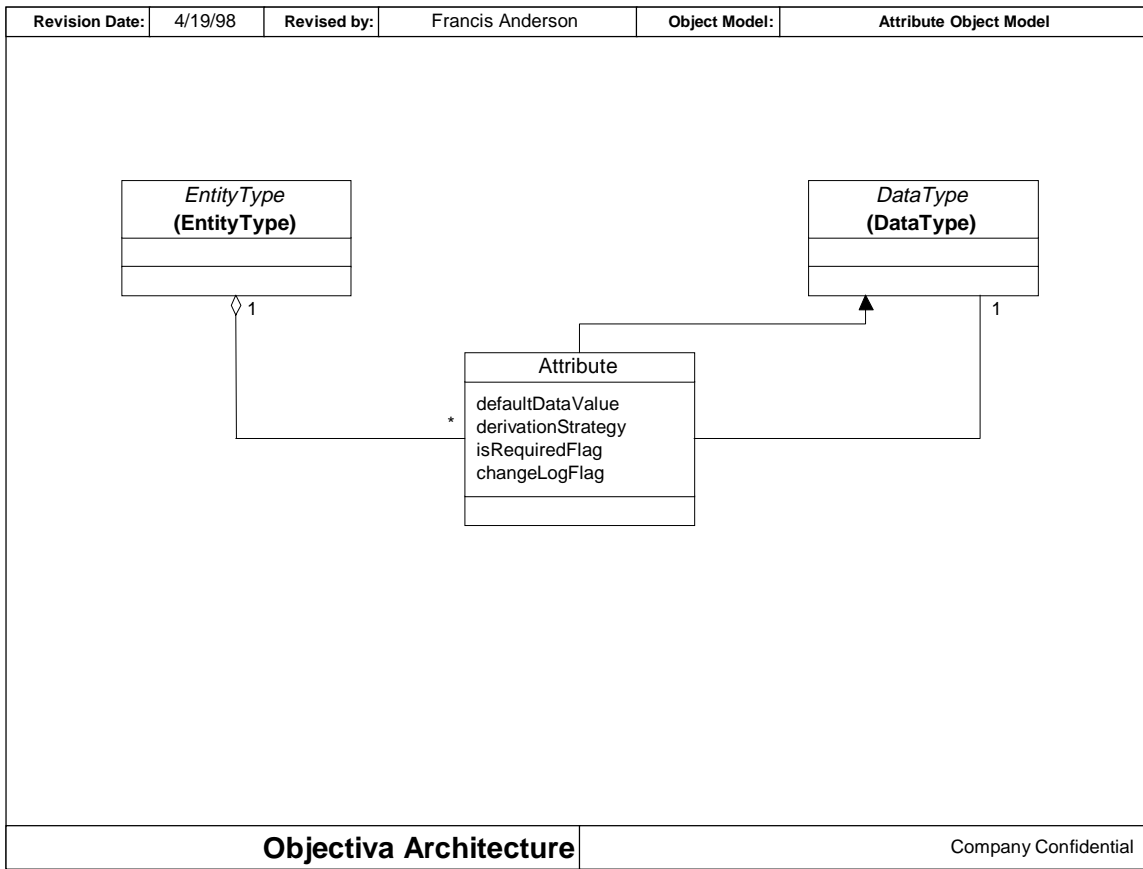 Revision Date: 4/19/98 Revised by: Francis Anderson Object Model: Attribute Object Model
EntityType
(EntityType)
DataType
(DataType)
1
1
Attribute
defaultDataValue
*
derivationStrategy
isRequiredFlag
changeLogFlag
Objectiva Architecture
Company Confidential